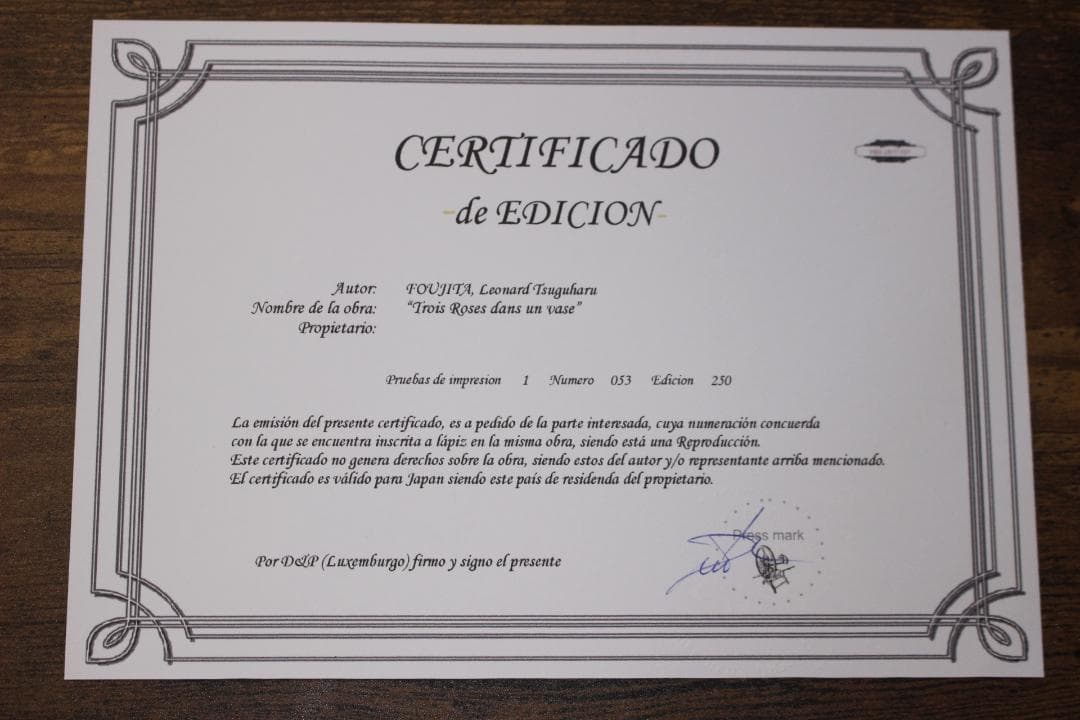 CERTIFICADO
-de EDICION-
Autor: FOUJITA, Leonard Tsuguharu
Nombre de la obra: "Trois Roses dans un vase"
Propietario:
Pruebas de impresion 1 Numero 053 Edicion 250
La emisión del presente certificado, es a pedido de la parte interesada, cuya numeración concuerda
con la que se encuentra inscrita a lápiz en la misma obra, siendo está una Reproducción.
Este certificado no genera derechos sobre la obra, siendo estos del autor y/o representante arriba mencionado.
El certificado es válido para Japan siendo este país de residenda del propietario.
Press mark
Por D&P (Luxemburgo) firmo y signo el presente